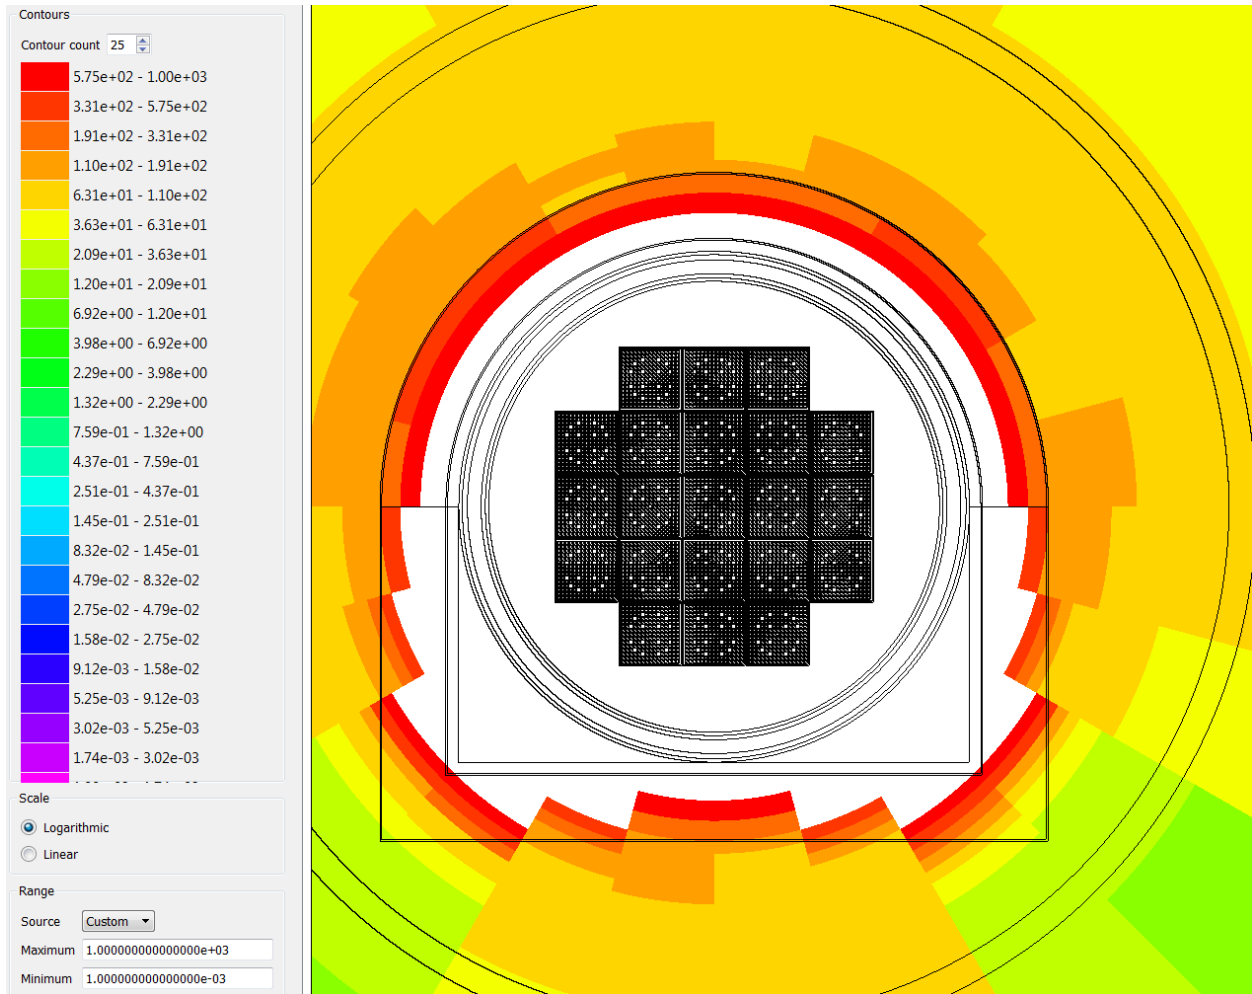 Contours
Contour count 25
5.75e+02 - 1.00e+03
3.31e+02 - 5.75e+02
1.91e+02 - 3.31e+02
1.10e+02 - 1.91e+02
6.31e+01 - 1.10e+02
3.63e+01 - 6.31e+01
2.09e+01 - 3.63e+01
1.20e+01 - 2.09e+01
6.92e+00 - 1.20e+01
3.98e+00 - 6.92e+00
2.29e+00 - 3.98e+00
1.32e+00 - 2.29e+00
7.59e-01 - 1.32e+00
4.37e-01 - 7.59e-01
2.51e-01 - 4.37e-01
1.45e-01 - 2.51e-01
8.32e-02 - 1.45e-01
4.79e-02 - 8.32e-02
2.75e-02 - 4.79e-02
1.58e-02 - 2.75e-02
9.12e-03 - 1.58e-02
5.25e-03 - 9.12e-03
3.02e-03 - 5.25e-03
1.74e-03 - 3.02e-03
Scale
Logarithmic
Linear
Range
Source Custom
Maximum 1.000000000000000e+03
Minimum 1.000000000000000e-03